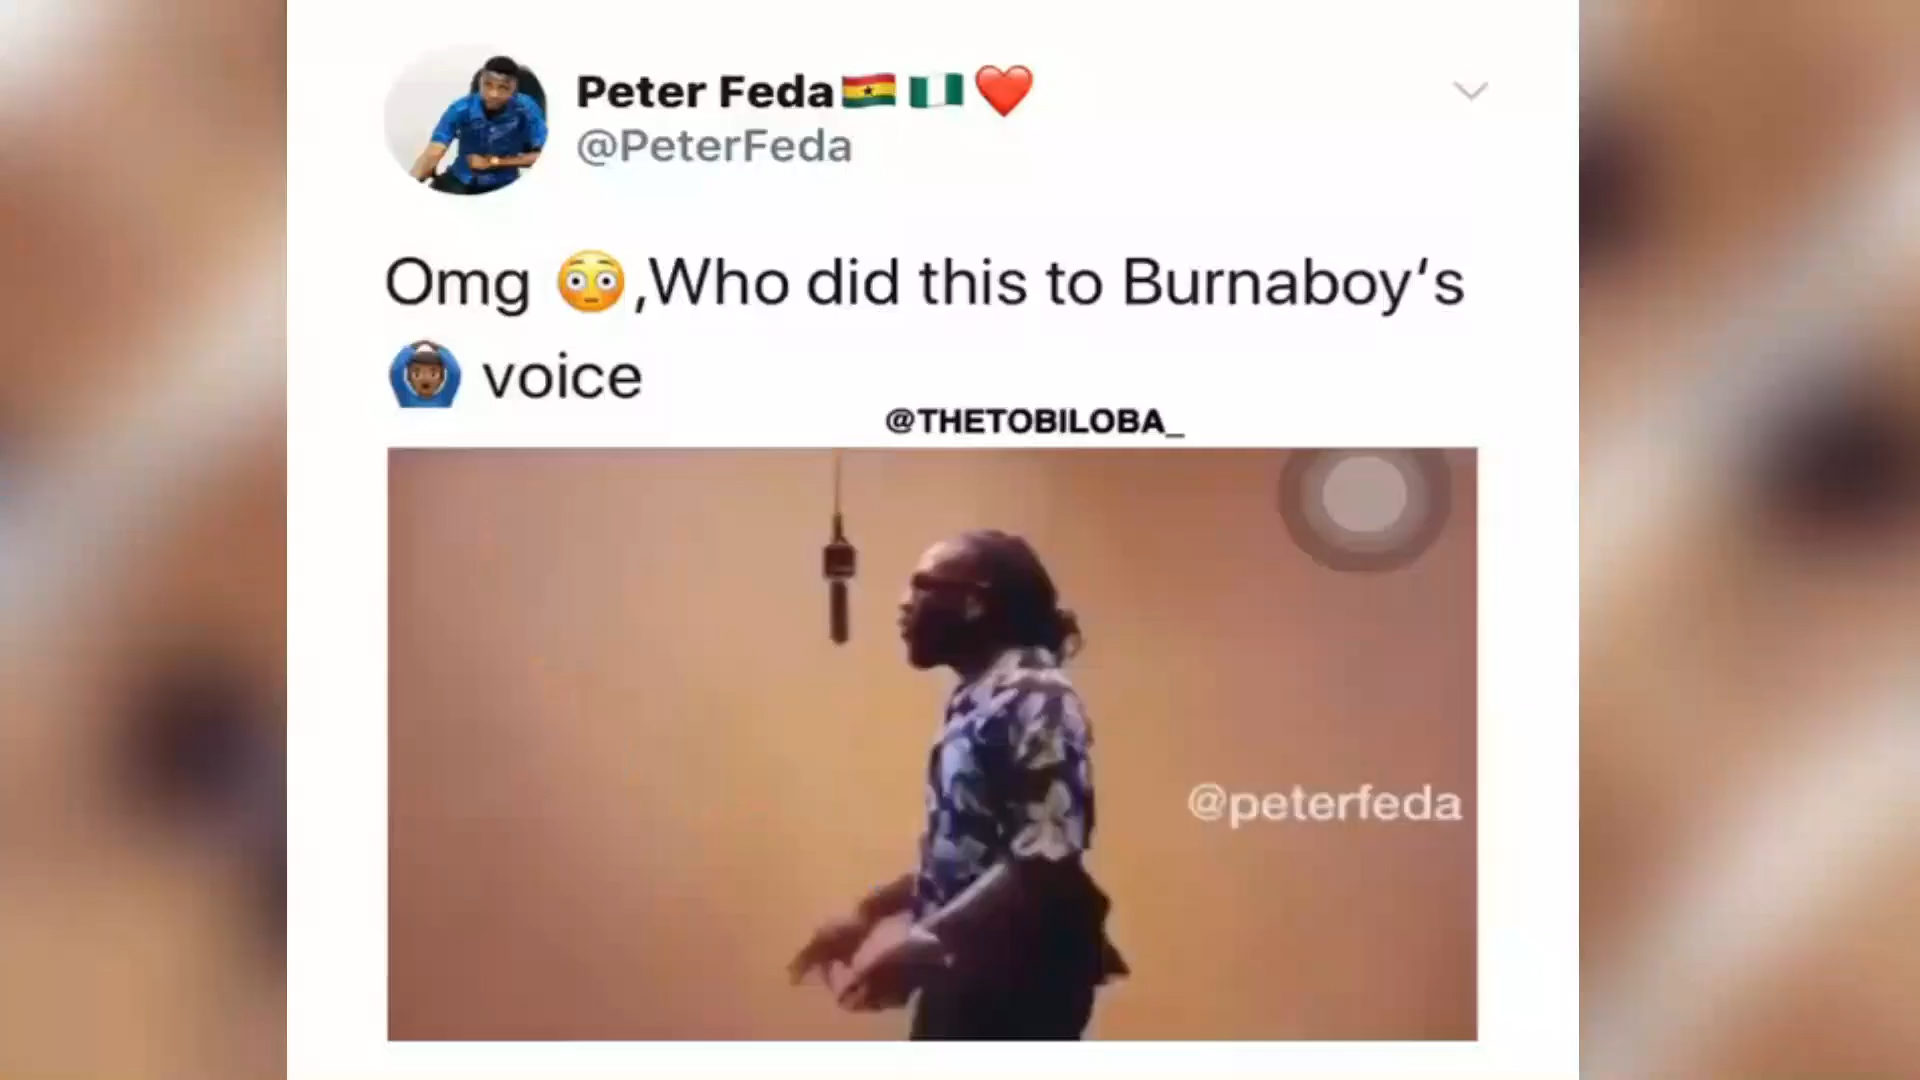 Peter Feda🇬🇭🇳🇬❤️
@PeterFeda
Omg 😳,Who did this to Burnaboy‘s
🙆🏾‍♂️ voice
@THETOBILOBA_
@peterfeda